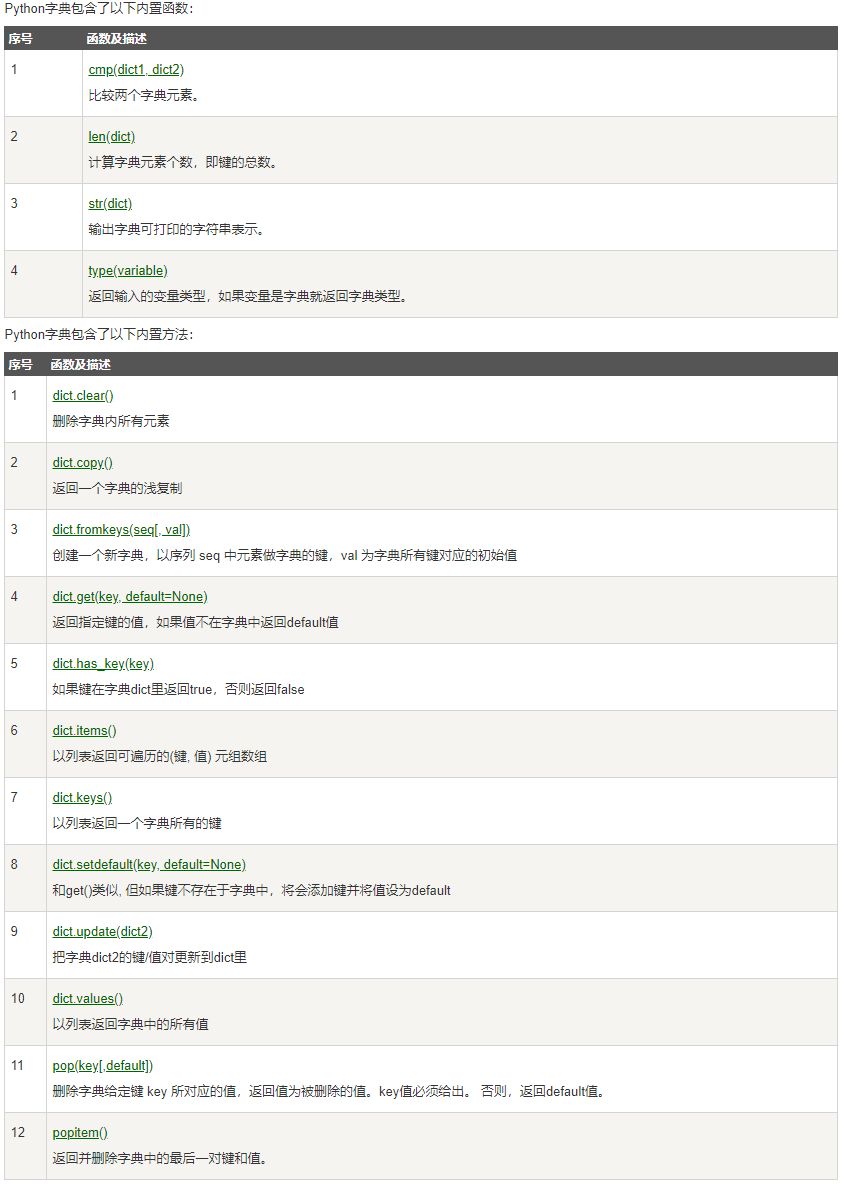 Python字典包含了以下内置函数：
序号 函数及描述
1 cmp(dict1, dict2)
比较两个字典元素。
2 len(dict)
计算字典元素个数，即键的总数。
3 str(dict)
输出字典可打印的字符串表示。
4 type(variable)
返回输入的变量类型，如果变量是字典就返回字典类型。
Python字典包含了以下内置方法：
序号 函数及描述
1 dict.clear()
删除字典内所有元素
2 dict.copy()
返回一个字典的浅复制
3 dict.fromkeys(seq[, val])
创建一个新字典，以序列 seq 中元素做字典的键，val 为字典所有键对应的初始值
4 dict.get(key, default=None)
返回指定键的值，如果值不在字典中返回default值
5 dict.has_key(key)
如果键在字典dict里返回true，否则返回false
6 dict.items()
以列表返回可遍历的(键, 值) 元组数组
7 dict.keys()
以列表返回一个字典所有的键
8 dict.setdefault(key, default=None)
和get()类似, 但如果键不存在于字典中，将会添加键并将值设为default
9 dict.update(dict2)
把字典dict2的键/值对更新到dict里
10 dict.values()
以列表返回字典中的所有值
11 pop(key[,default])
删除字典给定键 key 所对应的值，返回值为被删除的值。key值必须给出。 否则，返回default值。
12 popitem()
返回并删除字典中的最后一对键和值。